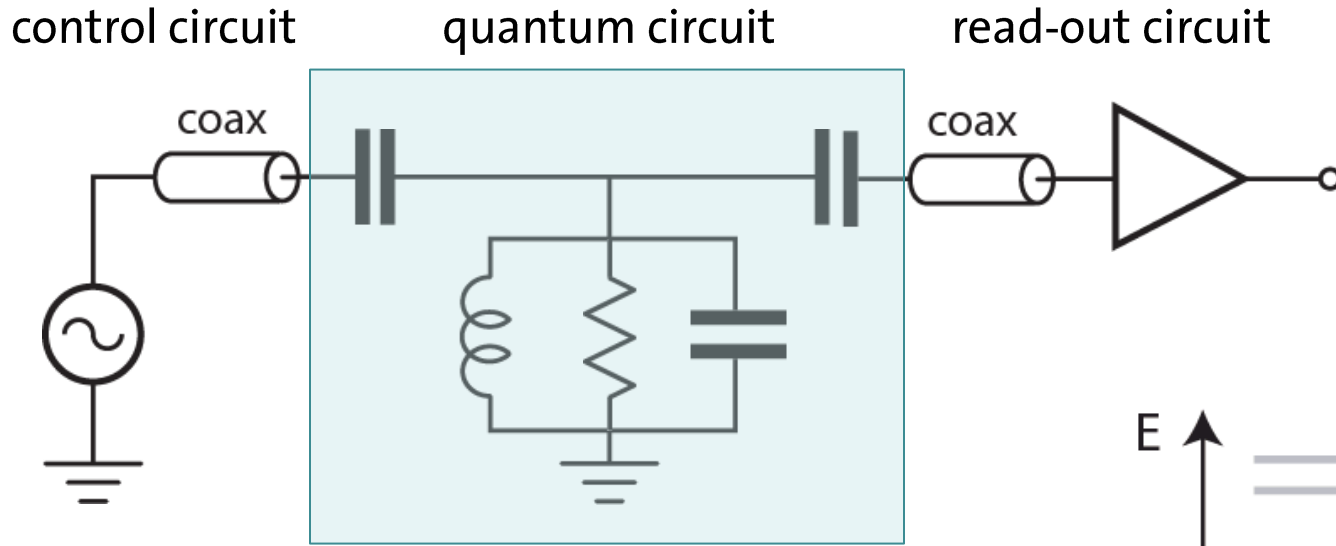 control circuit
quantum circuit
read-out circuit
coax
coax
E